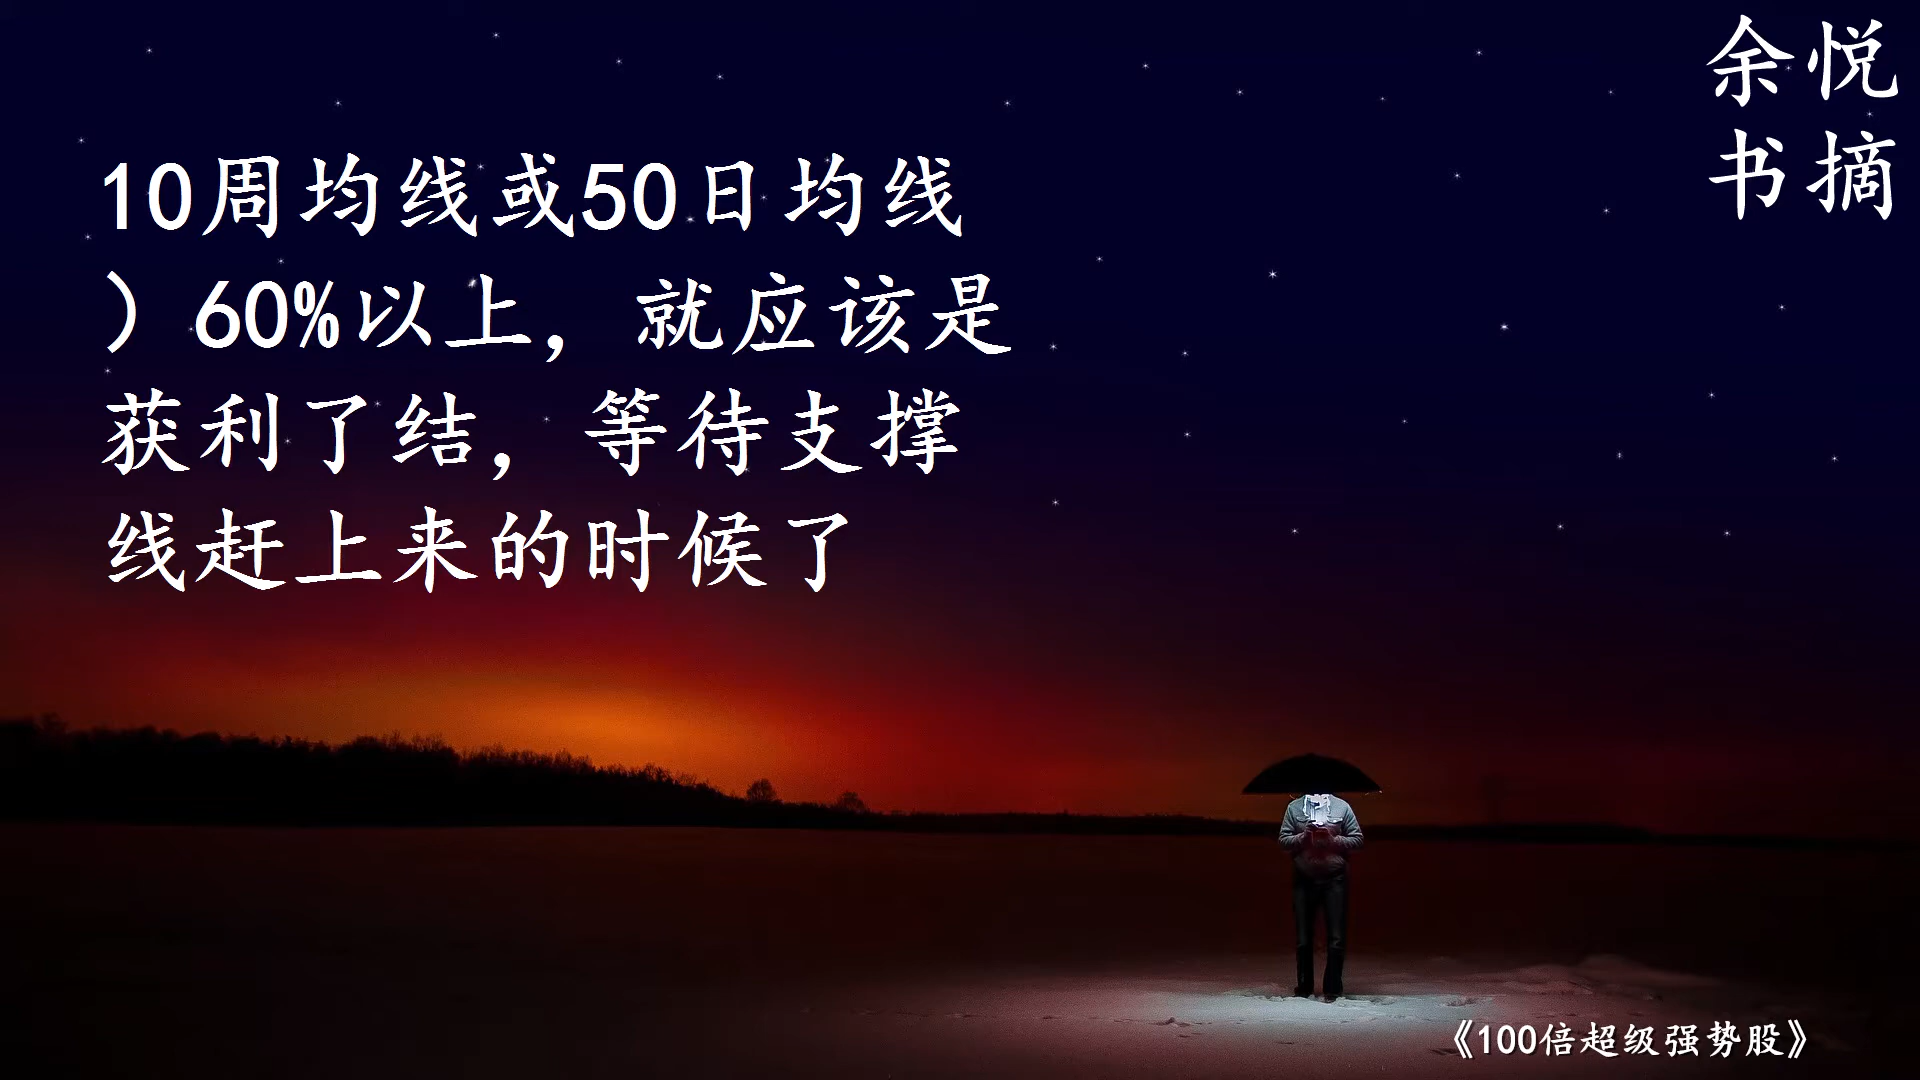 余悦
书摘
10周均线或50日均线
）60%以上，就应该是
获利了结，等待支撑
线赶上来的时候了
《100倍超级强势股》